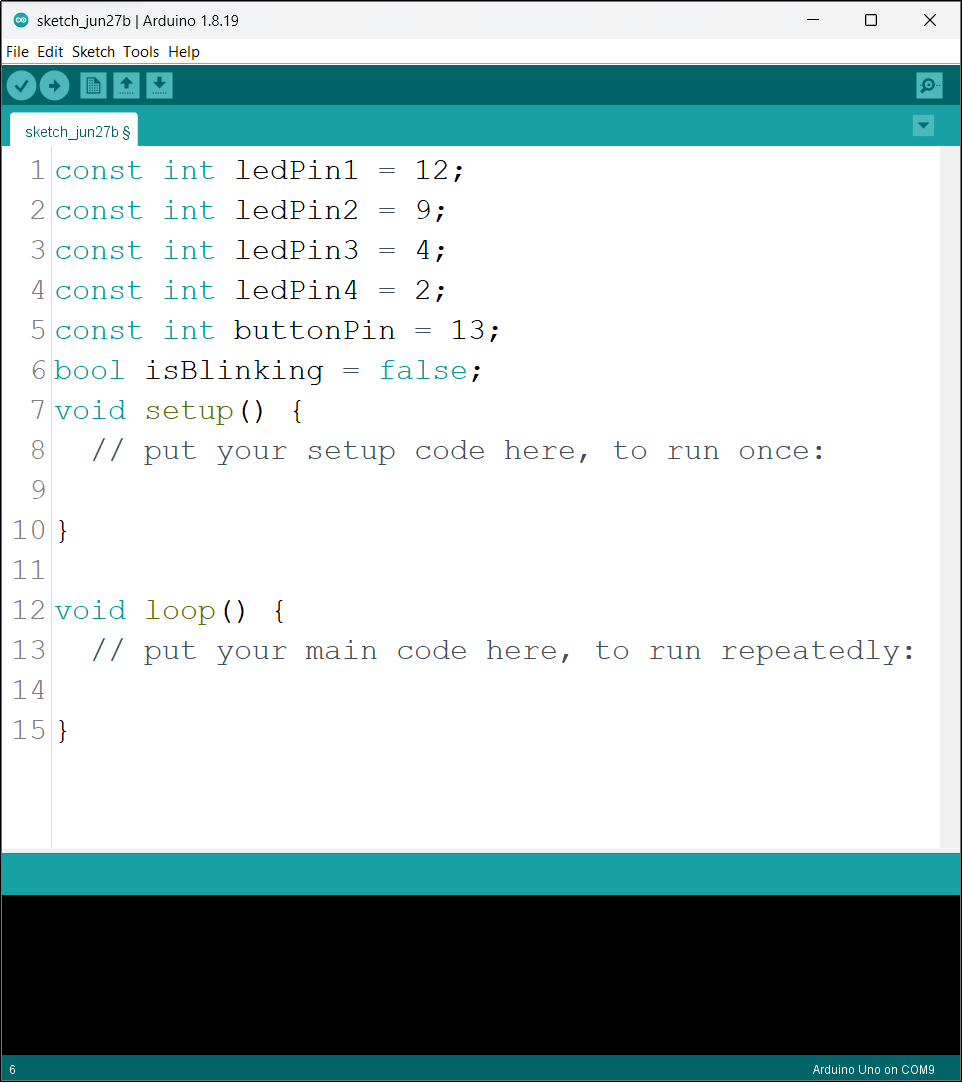 sketch_jun27b | Arduino 1.8.19
File Edit Sketch Tools Help
sketch_jun27b §
1 const int ledPin1 = 12;
2 const int ledPin2 = 9;
3 const int ledPin3 = 4;
4 const int ledPin4 = 2;
5 const int buttonPin = 13;
6 bool isBlinking = false;
7 void setup() {
8   // put your setup code here, to run once:
9
10 }
11
12 void loop() {
13   // put your main code here, to run repeatedly:
14
15 }
6 Arduino Uno on COM9